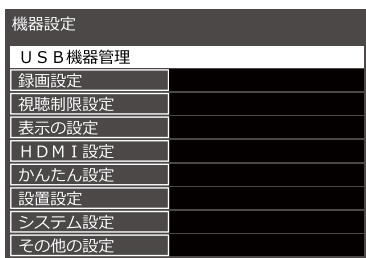 機器設定
ＵＳＢ機器管理
録画設定
視聴制限設定
表示の設定
ＨＤＭＩ設定
かんたん設定
設置設定
システム設定
その他の設定